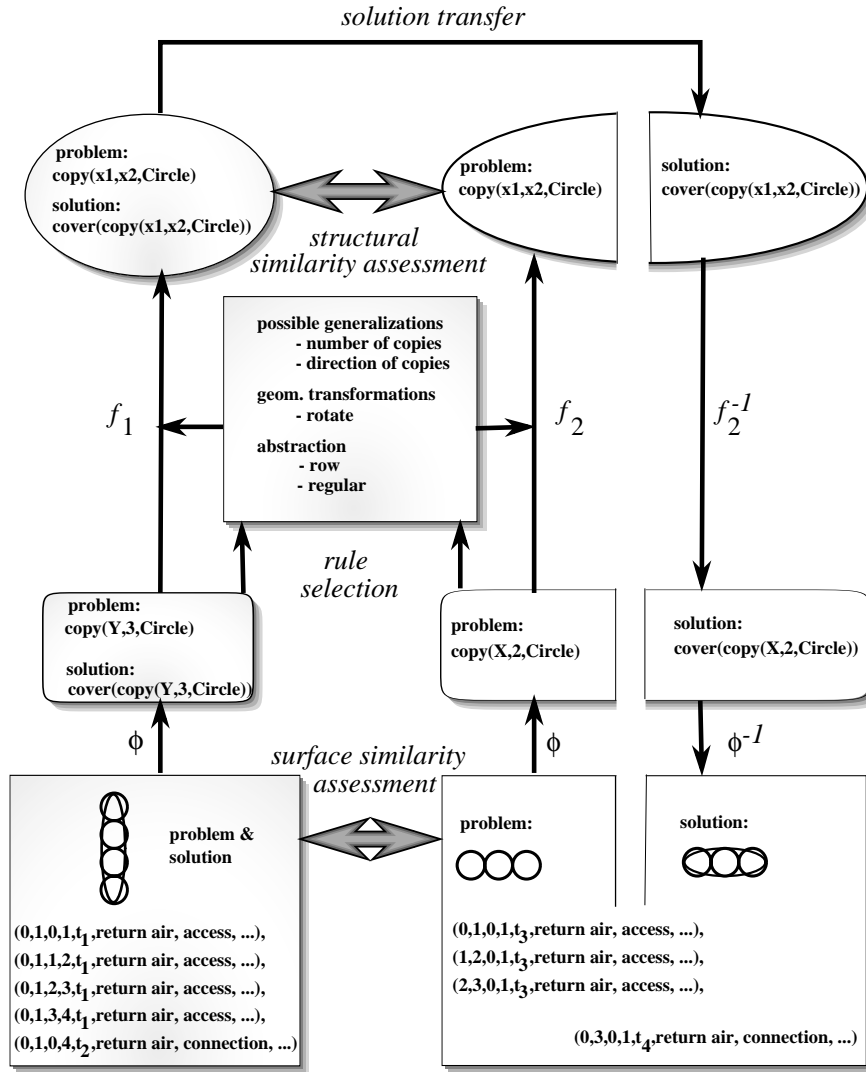 solution transfer
problem:
copy(x1,x2,Circle)
solution:
cover(copy(x1,x2,Circle))
problem:
copy(x1,x2,Circle)
solution:
cover(copy(x1,x2,Circle))
structural
similarity assessment
possible generalizations
- number of copies
- direction of copies
geom. transformations
- rotate
abstraction
- row
- regular
f1
f2
f2-1
rule
selection
problem:
copy(Y,3,Circle)
solution:
cover(copy(Y,3,Circle))
problem:
copy(X,2,Circle)
solution:
cover(copy(X,2,Circle))
ϕ
ϕ
ϕ-1
surface similarity
assessment
problem &
solution
problem:
solution:
(0,1,0,1,t1,return air, access, ...),
(0,1,1,2,t1,return air, access, ...),
(0,1,2,3,t1,return air, access, ...),
(0,1,3,4,t1,return air, access, ...),
(0,1,0,4,t2,return air, connection, ...)
(0,1,0,1,t3,return air, access, ...),
(1,2,0,1,t3,return air, access, ...),
(2,3,0,1,t3,return air, access, ...),
(0,3,0,1,t4,return air, connection, ...)